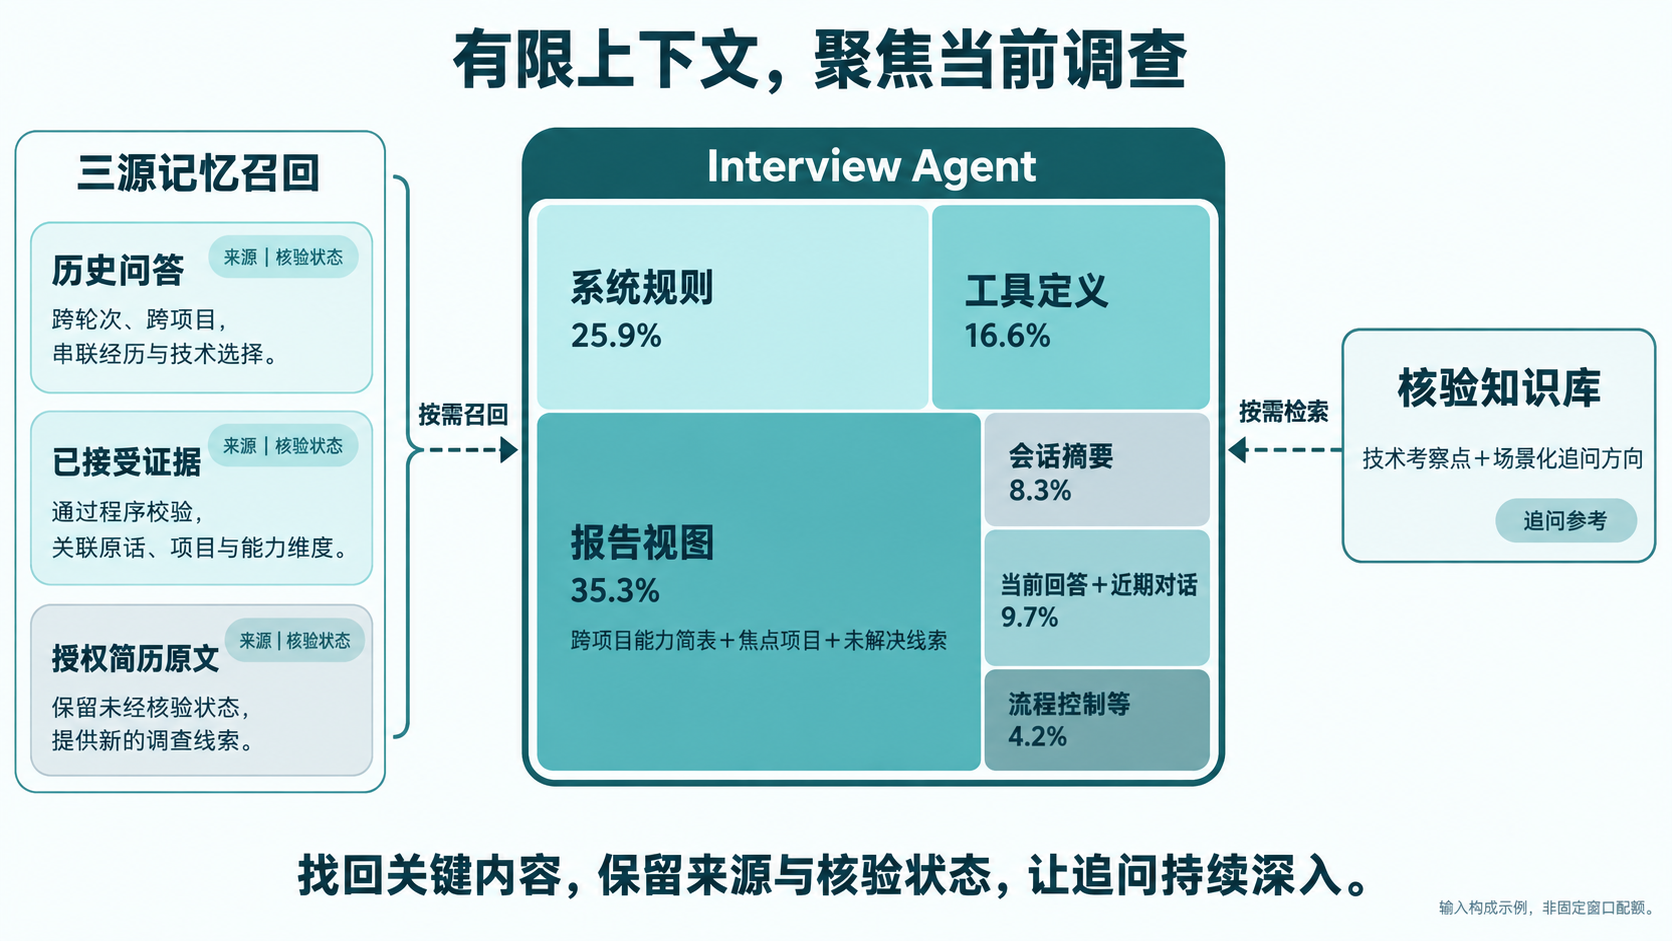 有限上下文，聚焦当前调查
三源记忆召回
历史问答
来源｜核验状态
跨轮次、跨项目，
串联经历与技术选择。
已接受证据
来源｜核验状态
通过程序校验，
关联原话、项目与能力维度。
授权简历原文
来源｜核验状态
保留未经核验状态，
提供新的调查线索。
按需召回
Interview Agent
系统规则
25.9%
工具定义
16.6%
报告视图
35.3%
跨项目能力简表＋焦点项目＋未解决线索
会话摘要
8.3%
当前回答＋近期对话
9.7%
流程控制等
4.2%
按需检索
核验知识库
技术考察点＋场景化追问方向
追问参考
找回关键内容，保留来源与核验状态，让追问持续深入。
输入构成示例，非固定窗口配额。